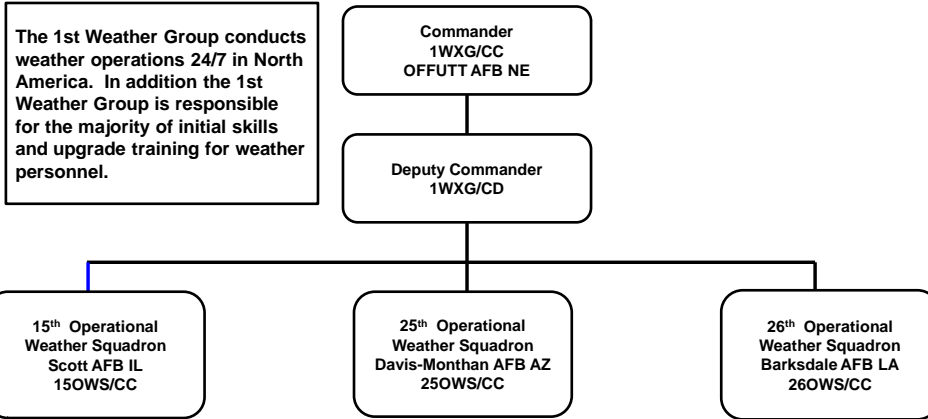 The 1st Weather Group conducts
weather operations 24/7 in North
America.  In addition the 1st
Weather Group is responsible
for the majority of initial skills
and upgrade training for weather
personnel.
Commander
1WXG/CC
OFFUTT AFB NE
Deputy Commander
1WXG/CD
15th Operational
Weather Squadron
Scott AFB IL
15OWS/CC
25th Operational
Weather Squadron
Davis-Monthan AFB AZ
25OWS/CC
26th Operational
Weather Squadron
Barksdale AFB LA
26OWS/CC